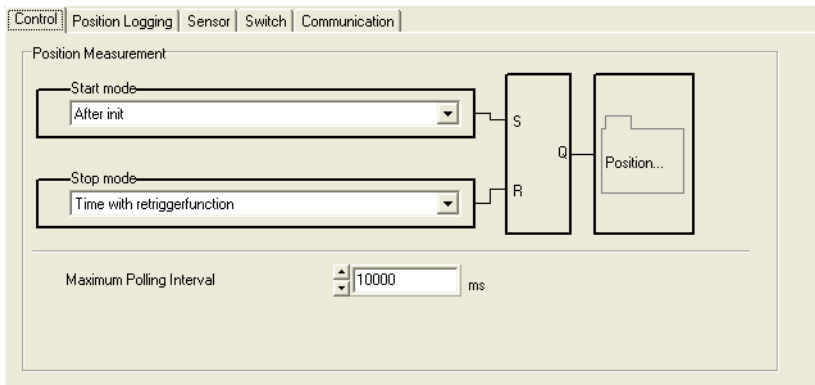 Control Position Logging Sensor Switch Communication
Position Measurement
Start mode
After init
S
Q
Position...
Stop mode
Time with retriggerfunction
R
Maximum Polling Interval 10000 ms